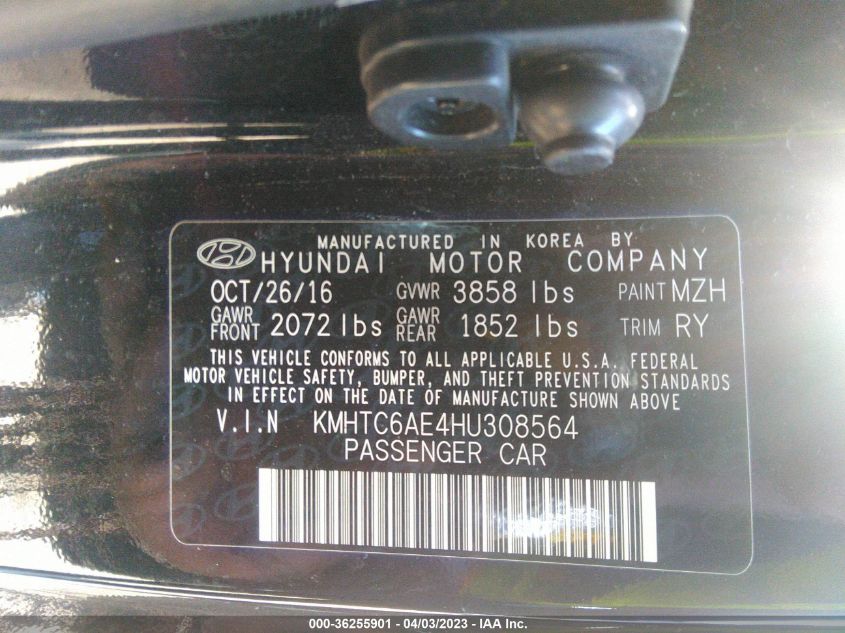 MANUFACTURED IN KOREA BY
HYUNDAI MOTOR COMPANY
OCT/26/16 GVWR 3858 lbs PAINT MZH
GAWR FRONT 2072 lbs GAWR REAR 1852 lbs TRIM RY
THIS VEHICLE CONFORMS TO ALL APPLICABLE U.S.A. FEDERAL
MOTOR VEHICLE SAFETY, BUMPER, AND THEFT PREVENTION STANDARDS
IN EFFECT ON THE DATE OF MANUFACTURE SHOWN ABOVE
V.I.N KMHTC6AE4HU308564
PASSENGER CAR
000-36255901 - 04/03/2023 - IAA Inc.